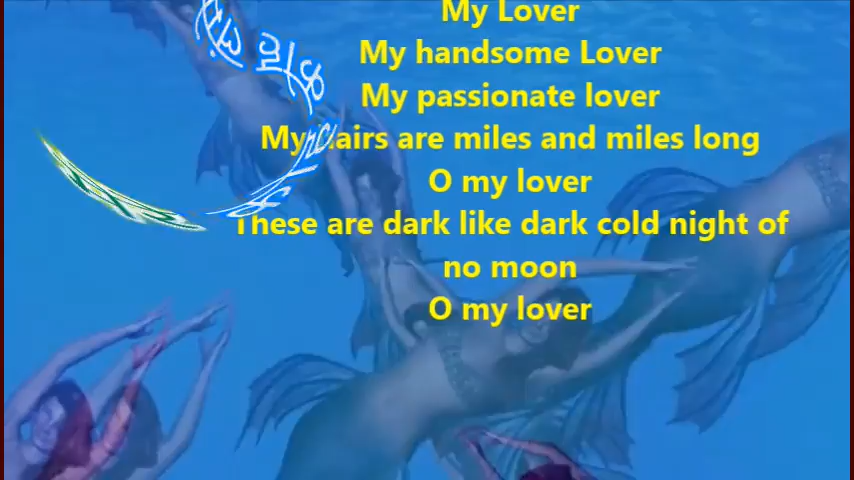 My Lover
My handsome Lover
My passionate lover
My hairs are miles and miles long
O my lover
These are dark like dark cold night of
no moon
O my lover